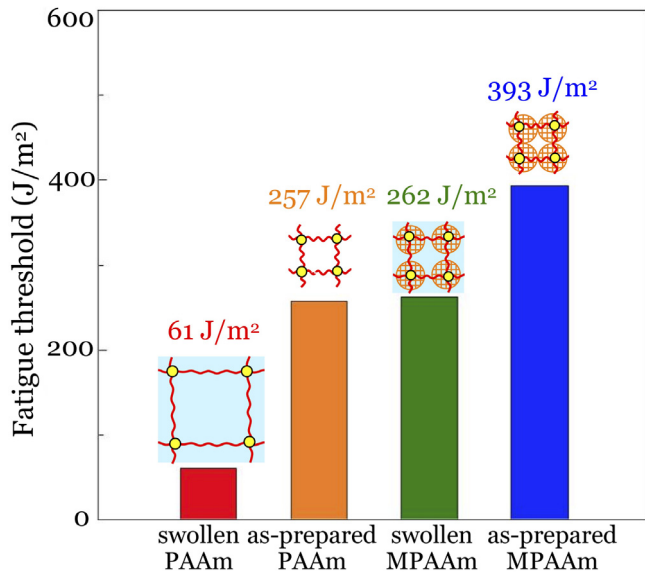 600
400
200
0
Fatigue threshold (J/m²)
61 J/m²
257 J/m²
262 J/m²
393 J/m²
swollen
PAAm
as-prepared
PAAm
swollen
MPAAm
as-prepared
MPAAm